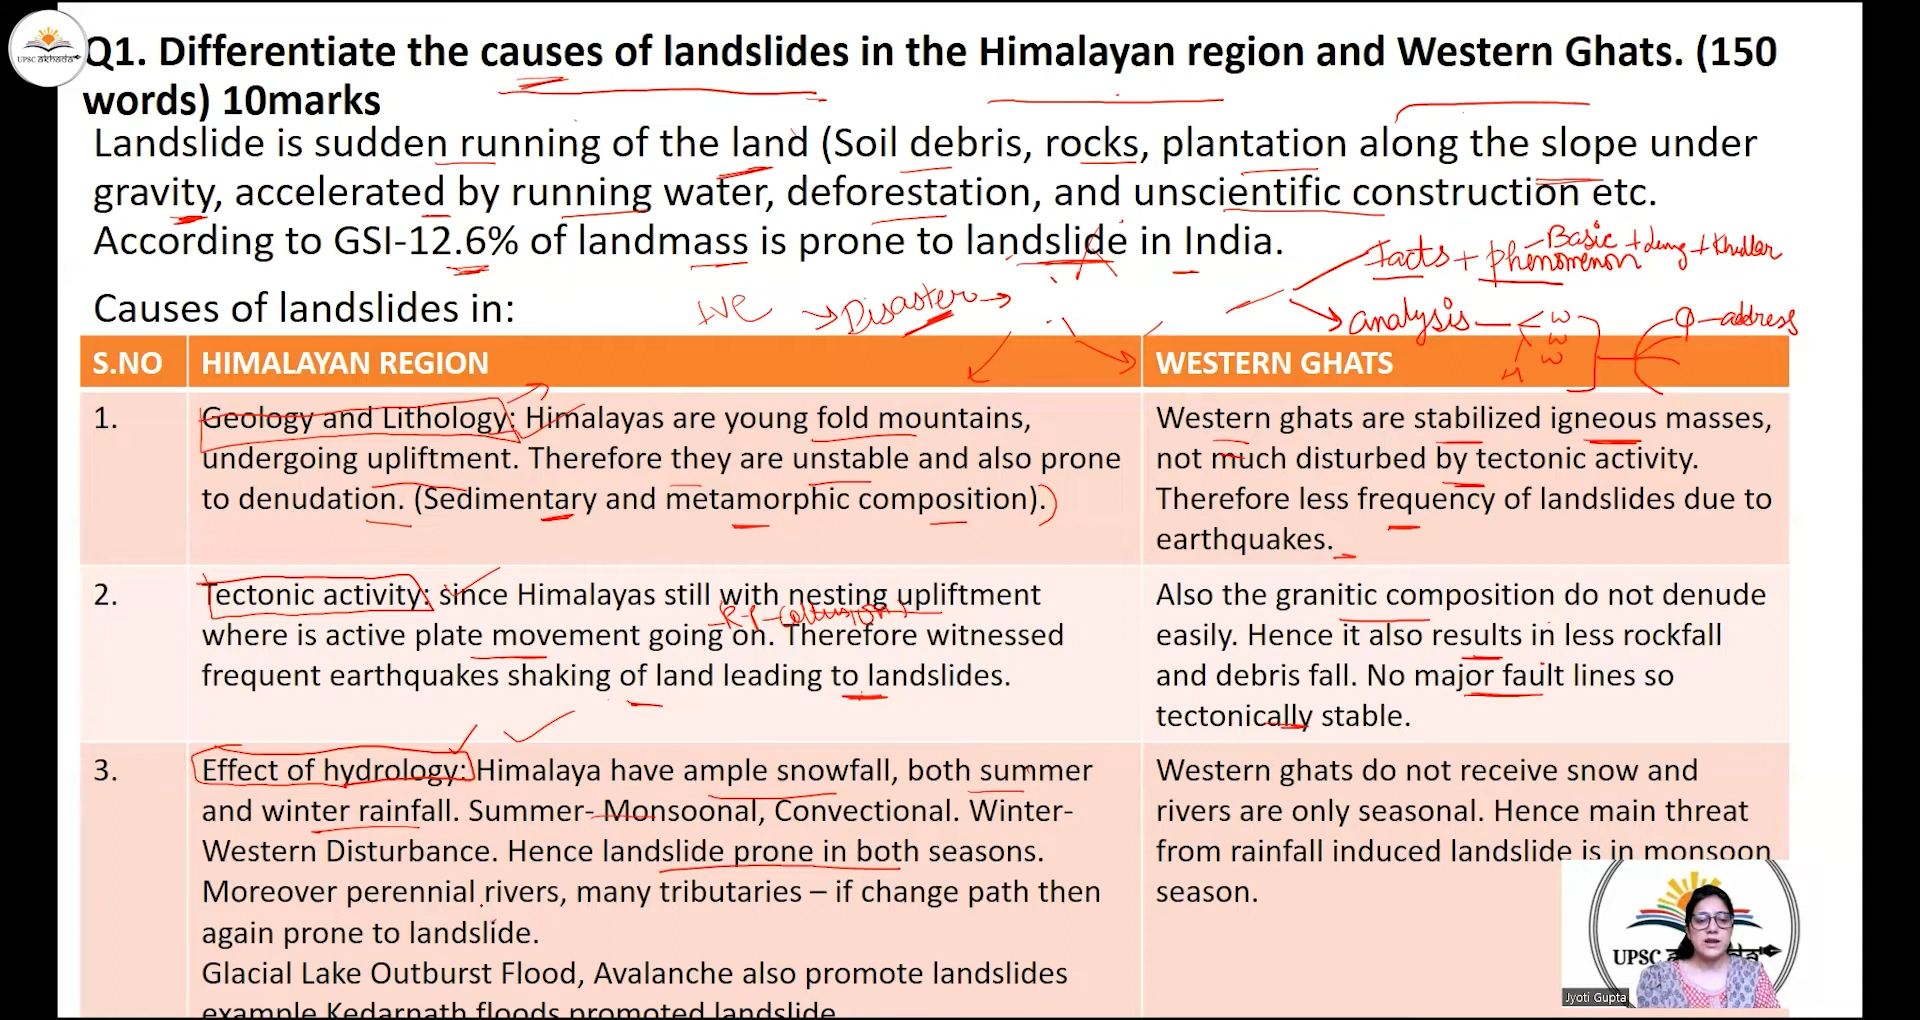 UPSC akhada
Q1. Differentiate the causes of landslides in the Himalayan region and Western Ghats. (150
words) 10marks
Landslide is sudden running of the land (Soil debris, rocks, plantation along the slope under
gravity, accelerated by running water, deforestation, and unscientific construction etc.
According to GSI-12.6% of landmass is prone to landslide in India.
Basic
Facts + phenomenon + + Khullar
Causes of landslides in:
+ve → Disaster →
analysis — < w
w
w
H
Q - address
S.NO HIMALAYAN REGION WESTERN GHATS
1.
Geology and Lithology: Himalayas are young fold mountains,
undergoing upliftment. Therefore they are unstable and also prone
to denudation. (Sedimentary and metamorphic composition).)
Western ghats are stabilized igneous masses,
not much disturbed by tectonic activity.
Therefore less frequency of landslides due to
earthquakes.
2.
Tectonic activity: since Himalayas still with nesting upliftment
where is active plate movement going on. Therefore witnessed
frequent earthquakes shaking of land leading to landslides.
Also the granitic composition do not denude
easily. Hence it also results in less rockfall
and debris fall. No major fault lines so
tectonically stable.
3.
Effect of hydrology: Himalaya have ample snowfall, both summer
and winter rainfall. Summer- Monsoonal, Convectional. Winter-
Western Disturbance. Hence landslide prone in both seasons.
Moreover perennial rivers, many tributaries – if change path then
again prone to landslide.
Glacial Lake Outburst Flood, Avalanche also promote landslides
example Kedarnath floods promoted landslide
Western ghats do not receive snow and
rivers are only seasonal. Hence main threat
from rainfall induced landslide is in monsoon
season.
UPSC
Jyoti Gupta